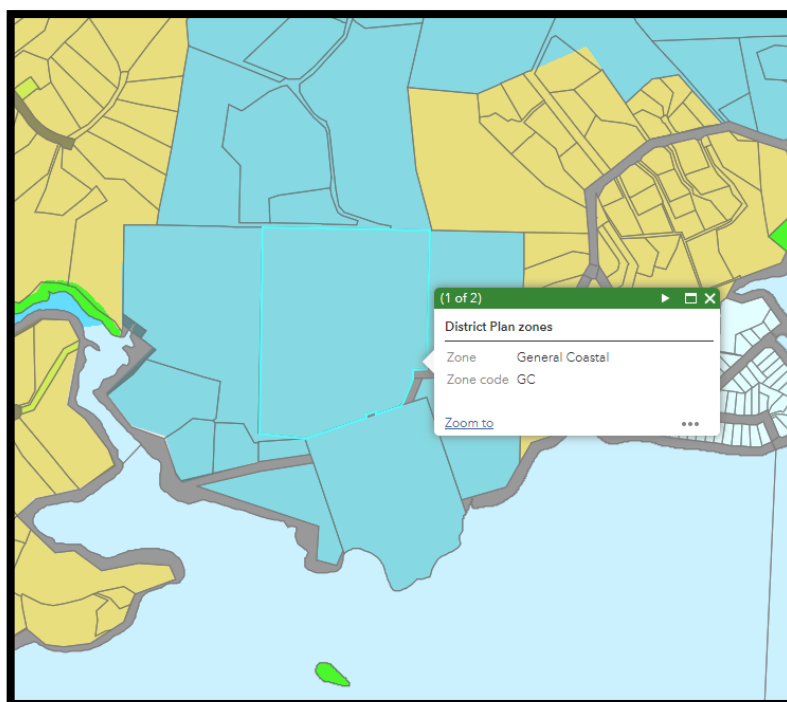 (1 of 2)
District Plan zones
Zone General Coastal
Zone code GC
Zoom to